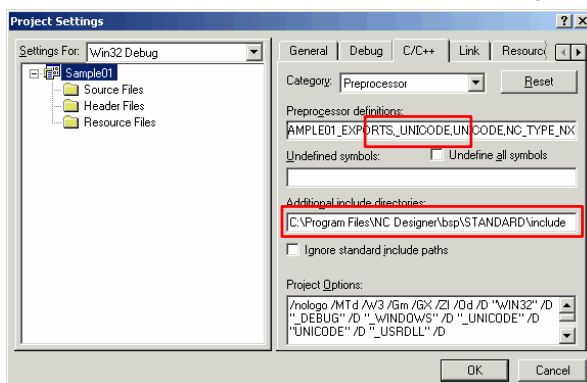 Project Settings
Settings For: Win32 Debug
Sample01
Source Files
Header Files
Resource Files
General Debug C/C++ Link Resourc
Category: Preprocessor Reset
Preprocessor definitions:
AMPLE01_EXPORTS,_UNICODE,UNICODE,NC_TYPE_NX
Undefined symbols: Undefine all symbols
Additional include directories:
C:\Program Files\NC Designer\bsp\STANDARD\include
Ignore standard include paths
Project Options:
/nologo /MTd /W3 /Gm /GX /ZI /Od /D "WIN32" /D
"_DEBUG" /D "_WINDOWS" /D "_UNICODE" /D
"UNICODE" /D "_USRDLL" /D
OK Cancel